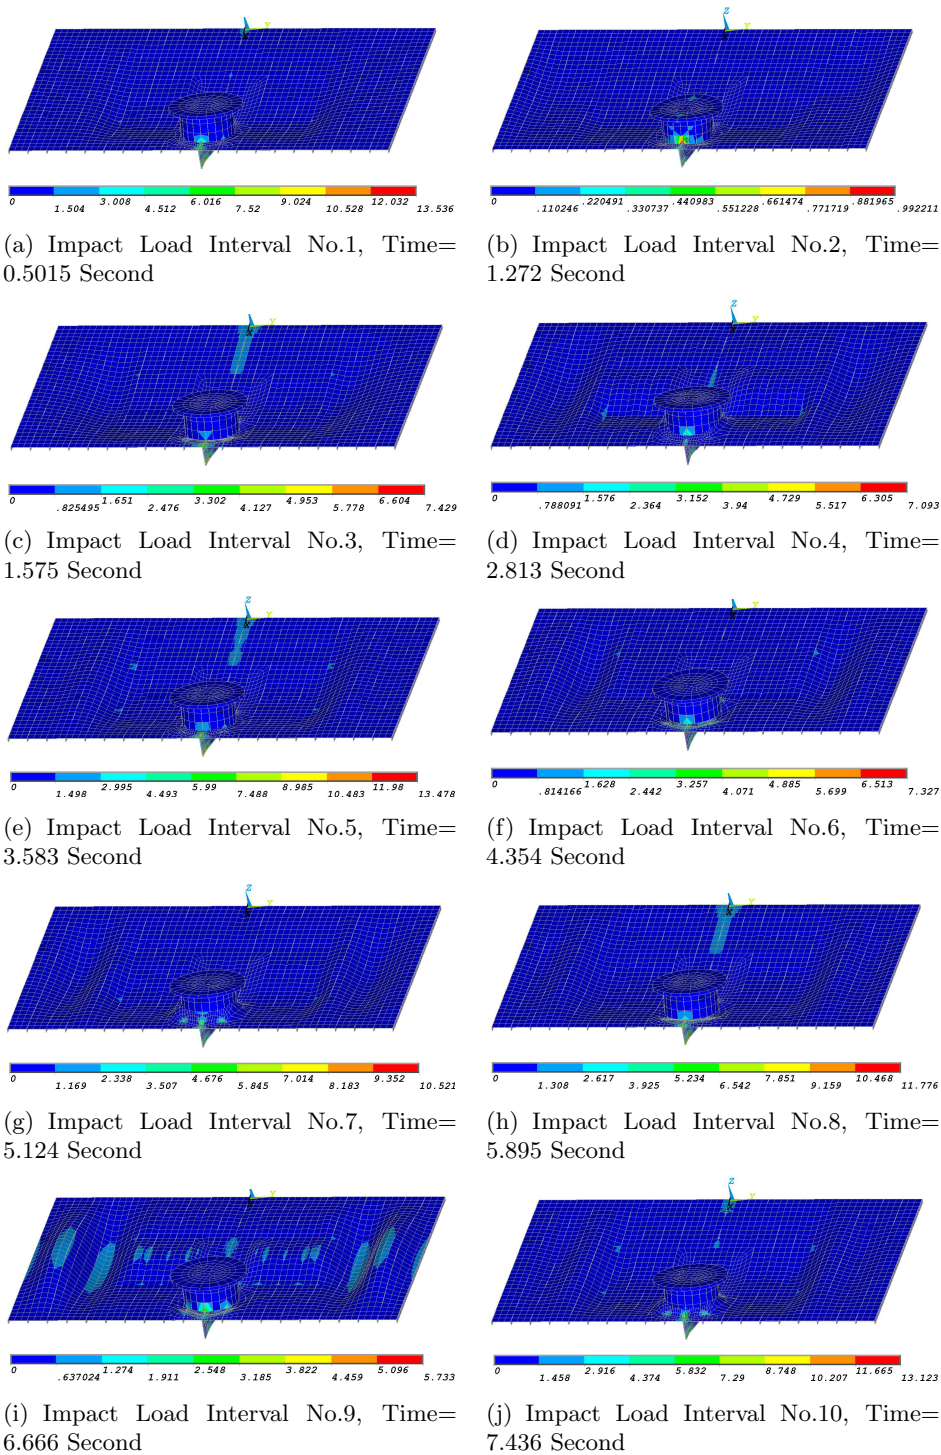 Z
Y
X
Z
Y
X
0 3.008 6.016 9.024 12.032
1.504 4.512 7.52 10.528 13.536
0 .220491 .440983 .661474 .881965
.110246 .330737 .551228 .771719 .992211
(a) Impact Load Interval No.1, Time=
0.5015 Second
(b) Impact Load Interval No.2, Time=
1.272 Second
Z
Y
X
Z
Y
X
0 1.651 3.302 4.953 6.604
.825495 2.476 4.127 5.778 7.429
0 1.576 3.152 4.729 6.305
.788091 2.364 3.94 5.517 7.093
(c) Impact Load Interval No.3, Time=
1.575 Second
(d) Impact Load Interval No.4, Time=
2.813 Second
Z
Y
X
Z
Y
X
0 2.995 5.99 8.985 11.98
1.498 4.493 7.488 10.483 13.478
0 1.628 3.257 4.885 6.513
.814166 2.442 4.071 5.699 7.327
(e) Impact Load Interval No.5, Time=
3.583 Second
(f) Impact Load Interval No.6, Time=
4.354 Second
Z
Y
X
Z
Y
X
0 2.338 4.676 7.014 9.352
1.169 3.507 5.845 8.183 10.521
0 2.617 5.234 7.851 10.468
1.308 3.925 6.542 9.159 11.776
(g) Impact Load Interval No.7, Time=
5.124 Second
(h) Impact Load Interval No.8, Time=
5.895 Second
Z
Y
X
Z
Y
X
0 1.274 2.548 3.822 5.096
.637024 1.911 3.185 4.459 5.733
0 2.916 5.832 8.748 11.665
1.458 4.374 7.29 10.207 13.123
(i) Impact Load Interval No.9, Time=
6.666 Second
(j) Impact Load Interval No.10, Time=
7.436 Second